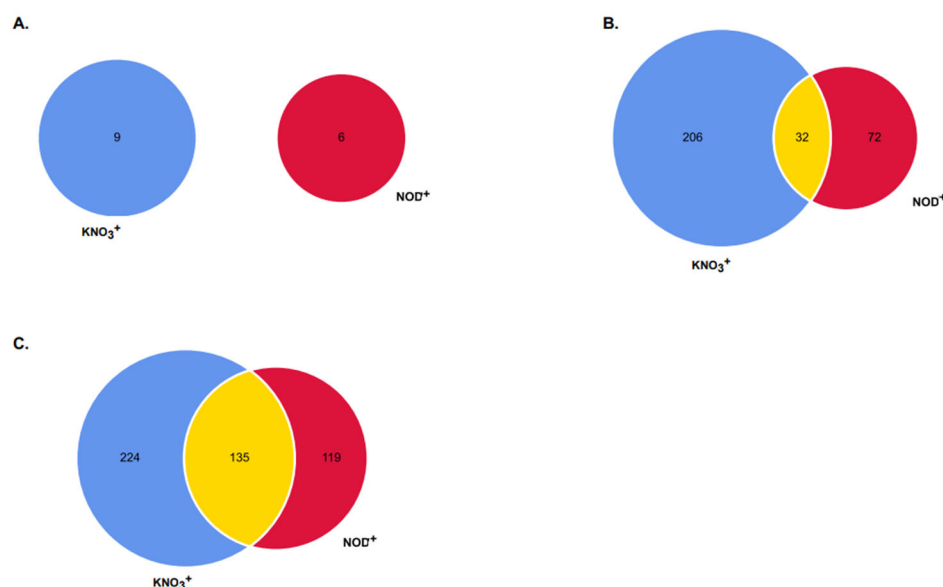 A.
B.
9
6
206
32
72
NOD+
NOD+
KNO₃⁺
KNO₃⁺
C.
224
135
119
NOD+
KNO₃⁺